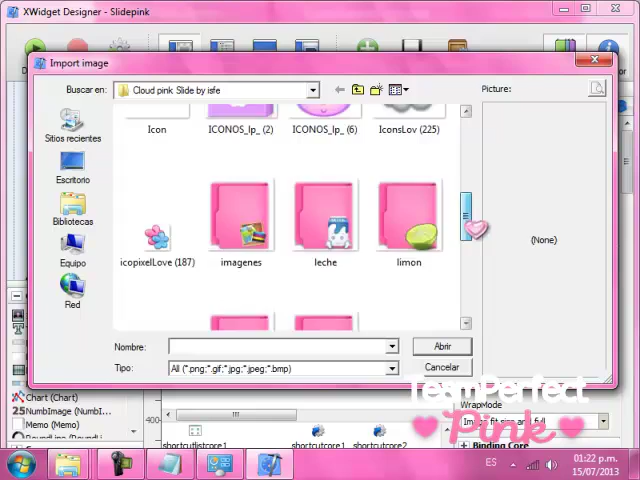 XWidget Designer - Slidepink
Import image
Buscar en:
Cloud pink Slide by isfe
Picture:
Sitios recientes
Escritorio
Bibliotecas
Equipo
Red
Icon
ICONOS_lp_ (2)
ICONOS_lp_ (6)
IconsLov (225)
icopixelLove (187)
imagenes
leche
limon
(None)
Nombre:
Abrir
Tipo:
All (*.png;*.gif;*.jpg;*.jpeg;*.bmp)
Cancelar
TeamPerfect
Pink
Chart (Chart)
NumbImage (NumbI...
Memo (Memo)
400
shortcutlistcore1
shortcutcore1
shortcutcore2
WrapMode
Binding Core
ES
01:22 p.m.
15/07/2013